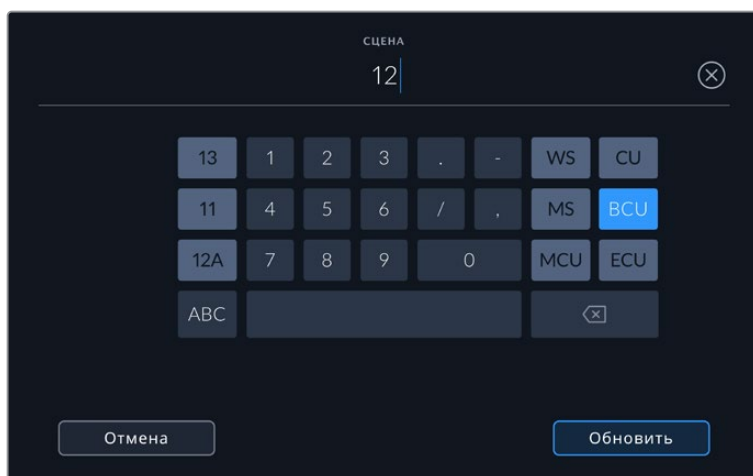 СЦЕНА
12
13 1 2 3 . - WS CU
11 4 5 6 / , MS BCU
12A 7 8 9 0 MCU ECU
ABC
Отмена Обновить